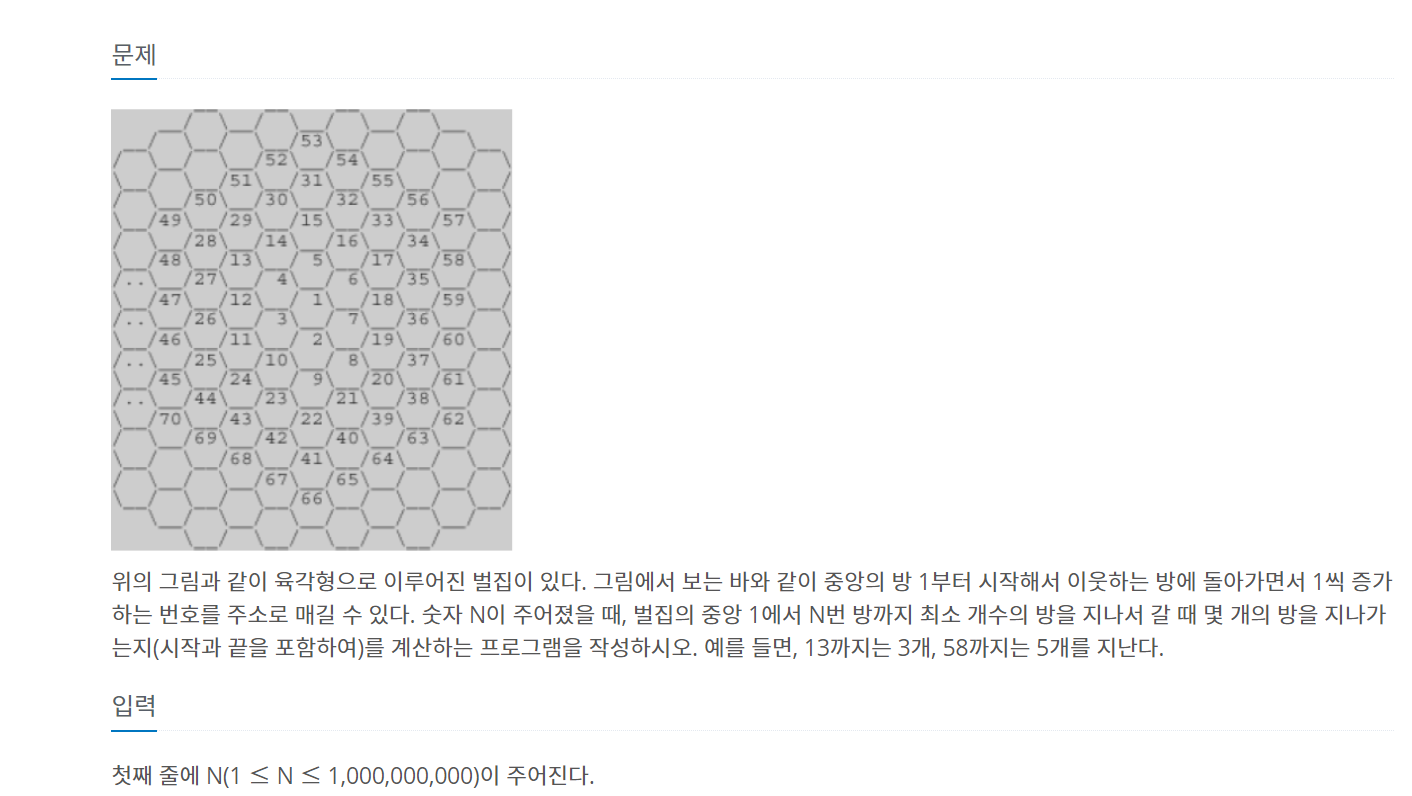 문제
53
52 54
51 31 55
50 30 32 56
49 29 15 33 57
28 14 16 34
48 13 5 17 58
.. 27 4 6 35
47 12 1 18 59
.. 26 3 7 36
46 11 2 19 60
.. 25 10 8 37
45 24 9 20 61
.. 44 23 21 38
70 43 22 39 62
69 42 40 63
68 41 64
67 65
66
위의 그림과 같이 육각형으로 이루어진 벌집이 있다. 그림에서 보는 바와 같이 중앙의 방 1부터 시작해서 이웃하는 방에 돌아가면서 1씩 증가
하는 번호를 주소로 매길 수 있다. 숫자 N이 주어졌을 때, 벌집의 중앙 1에서 N번 방까지 최소 개수의 방을 지나서 갈 때 몇 개의 방을 지나가
는지(시작과 끝을 포함하여)를 계산하는 프로그램을 작성하시오. 예를 들면, 13까지는 3개, 58까지는 5개를 지난다.
입력
첫째 줄에 N(1 ≤ N ≤ 1,000,000,000)이 주어진다.